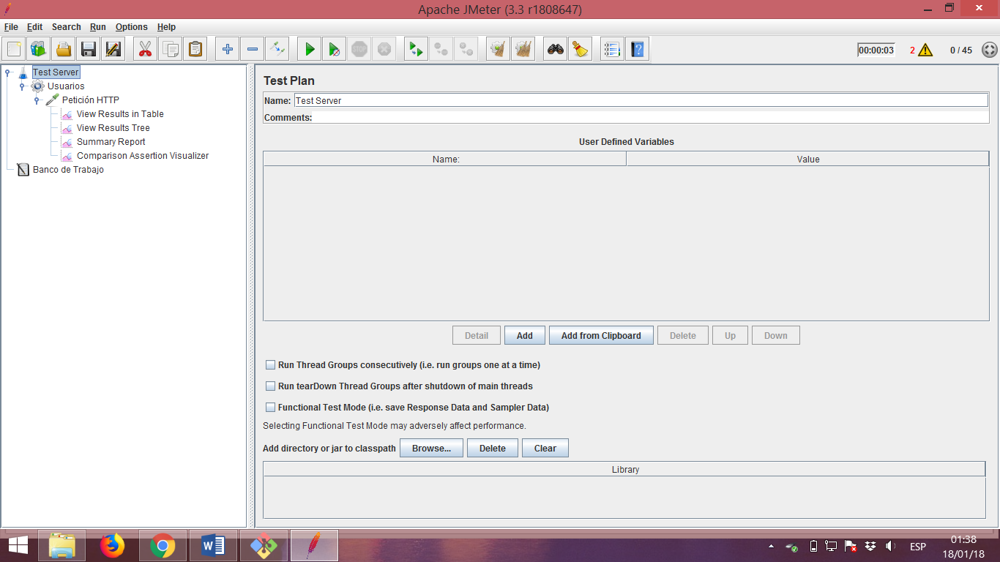 Apache JMeter (3.3 r1808647)
File Edit Search Run Options Help
STOP 00:00:03 2 0 / 45
Test Server
Usuarios
Petición HTTP
View Results in Table
View Results Tree
Summary Report
Comparison Assertion Visualizer
Banco de Trabajo
Test Plan
Name: Test Server
Comments:
User Defined Variables
Name: Value
Detail Add Add from Clipboard Delete Up Down
Run Thread Groups consecutively (i.e. run groups one at a time)
Run tearDown Thread Groups after shutdown of main threads
Functional Test Mode (i.e. save Response Data and Sampler Data)
Selecting Functional Test Mode may adversely affect performance.
Add directory or jar to classpath Browse... Delete Clear
Library
ESP
01:38
18/01/18